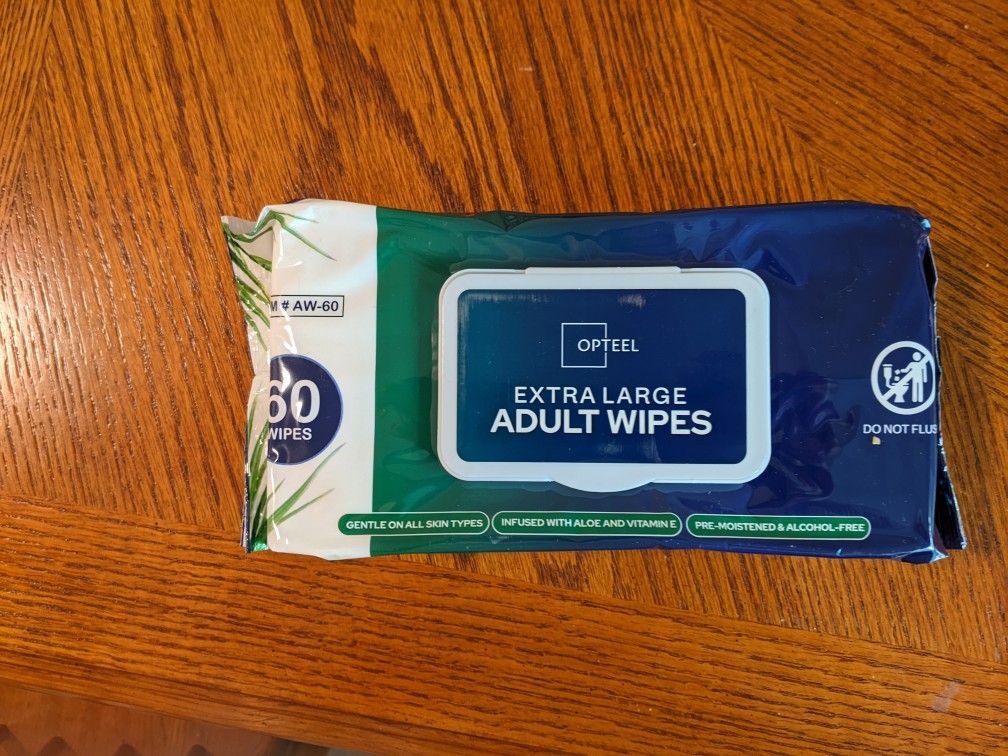 M # AW-60
60
WIPES
OPTEEL
EXTRA LARGE
ADULT WIPES
DO NOT FLUS
GENTLE ON ALL SKIN TYPES
INFUSED WITH ALOE AND VITAMIN E
PRE-MOISTENED & ALCOHOL-FREE